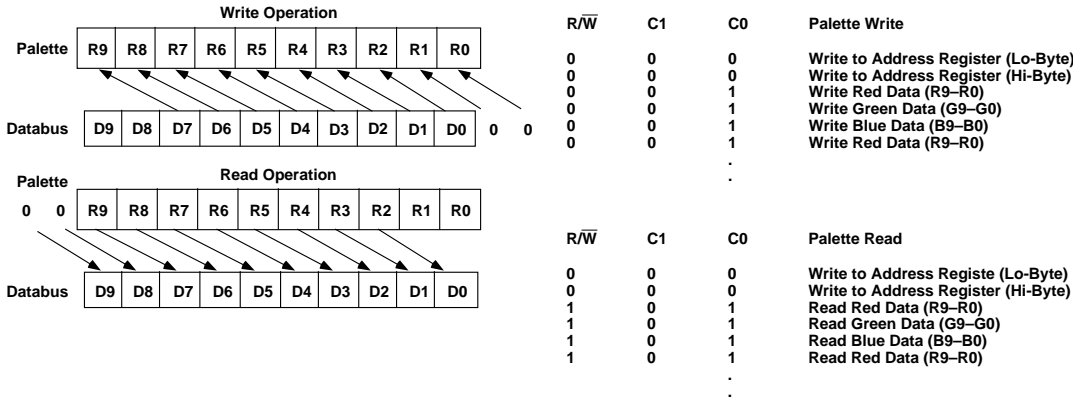 Write Operation
Palette R9 R8 R7 R6 R5 R4 R3 R2 R1 R0
Databus D9 D8 D7 D6 D5 D4 D3 D2 D1 D0 0 0
Read Operation
Palette
0 0 R9 R8 R7 R6 R5 R4 R3 R2 R1 R0
Databus D9 D8 D7 D6 D5 D4 D3 D2 D1 D0
R/W̅ C1 C0 Palette Write
0 0 0 Write to Address Register (Lo-Byte)
0 0 0 Write to Address Register (Hi-Byte)
0 0 1 Write Red Data (R9–R0)
0 0 1 Write Green Data (G9–G0)
0 0 1 Write Blue Data (B9–B0)
0 0 1 Write Red Data (R9–R0)
.
.
R/W̅ C1 C0 Palette Read
0 0 0 Write to Address Registe (Lo-Byte)
0 0 0 Write to Address Register (Hi-Byte)
1 0 1 Read Red Data (R9–R0)
1 0 1 Read Green Data (G9–G0)
1 0 1 Read Blue Data (B9–B0)
1 0 1 Read Red Data (R9–R0)
.
.